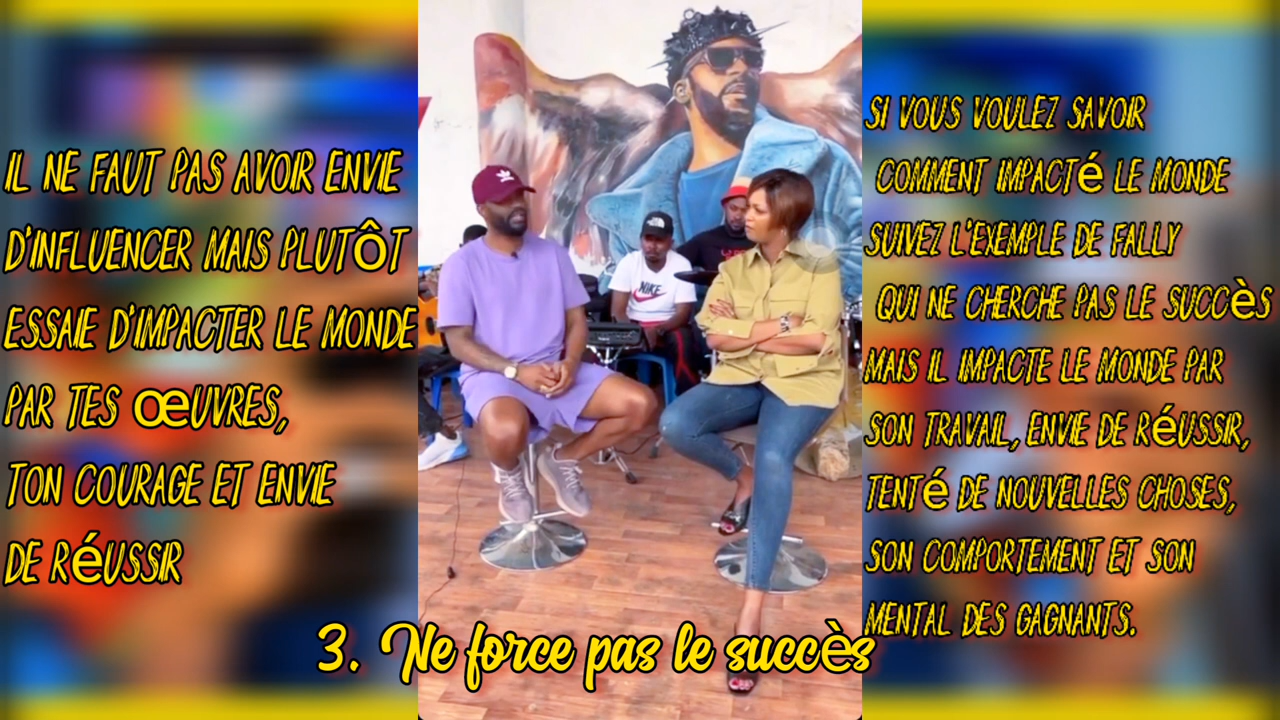 IL NE FAUT PAS AVOIR ENVIE
D'INFLUENCER MAIS PLUTÔT
ESSAIE D'IMPACTER LE MONDE
PAR TES ŒUVRES,
TON COURAGE ET ENVIE
DE RÉUSSIR
NIKE
SI VOUS VOULEZ SAVOIR
COMMENT IMPACTÉ LE MONDE
SUIVEZ L'EXEMPLE DE FALLY
QUI NE CHERCHE PAS LE SUCCÈS
MAIS IL IMPACTE LE MONDE PAR
SON TRAVAIL, ENVIE DE RÉUSSIR,
TENTÉ DE NOUVELLES CHOSES,
SON COMPORTEMENT ET SON
MENTAL DES GAGNANTS.
3. Ne force pas le succès